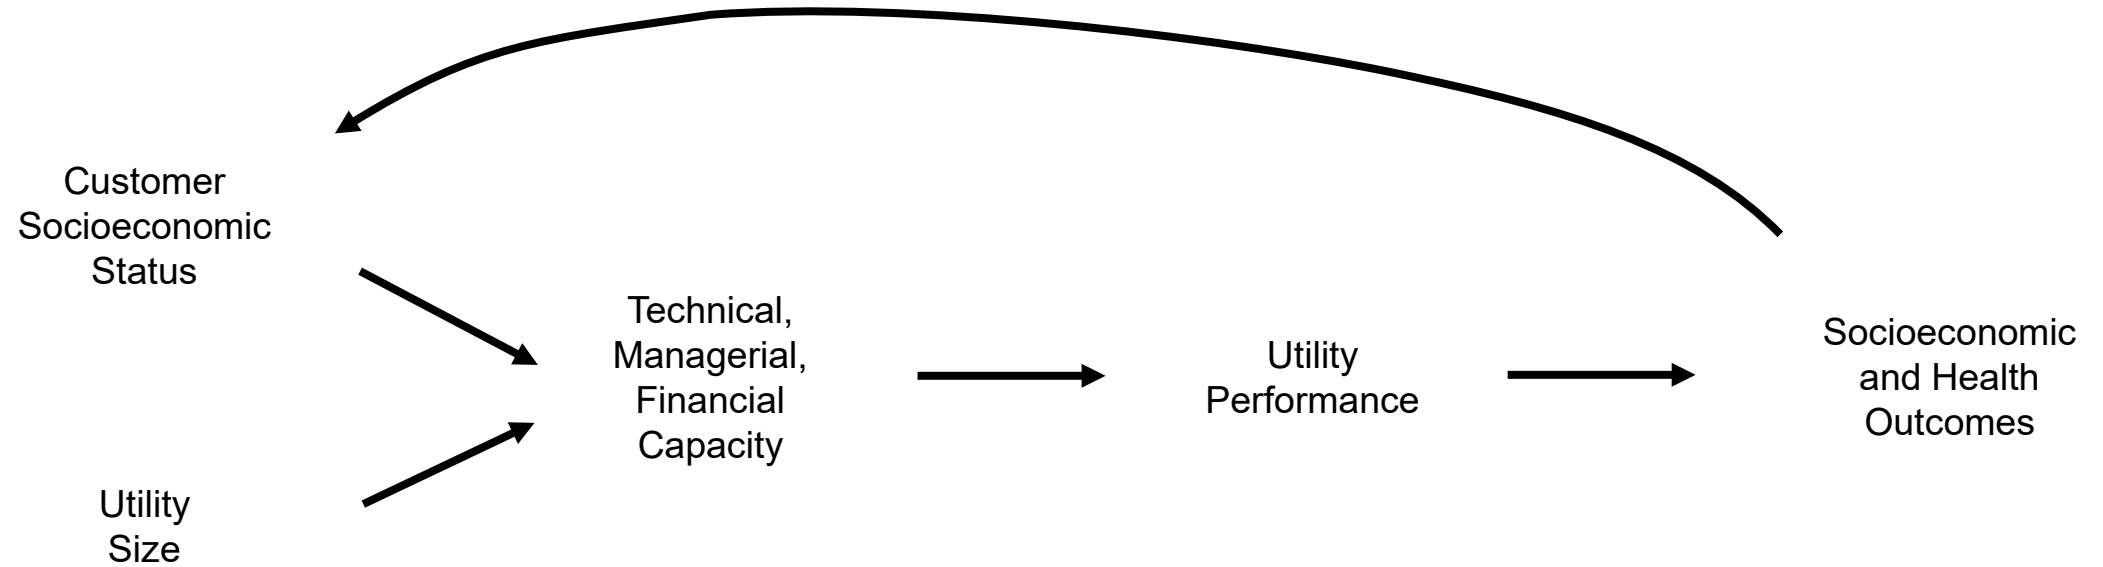 Customer
Socioeconomic
Status
Utility
Size
Technical,
Managerial,
Financial
Capacity
Utility
Performance
Socioeconomic
and Health
Outcomes